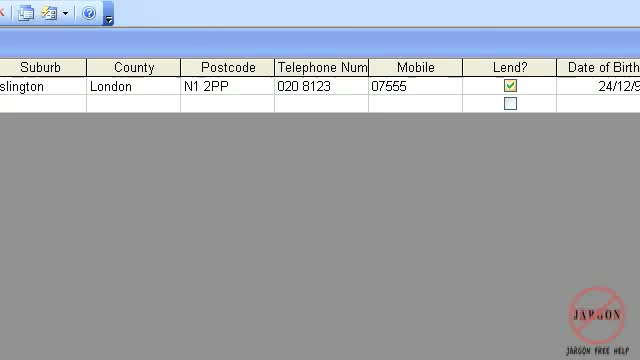 Suburb County Postcode Telephone Num Mobile Lend? Date of Birth
slington London N1 2PP 020 8123 07555 24/12/9
JARGON
JARGON FREE HELP